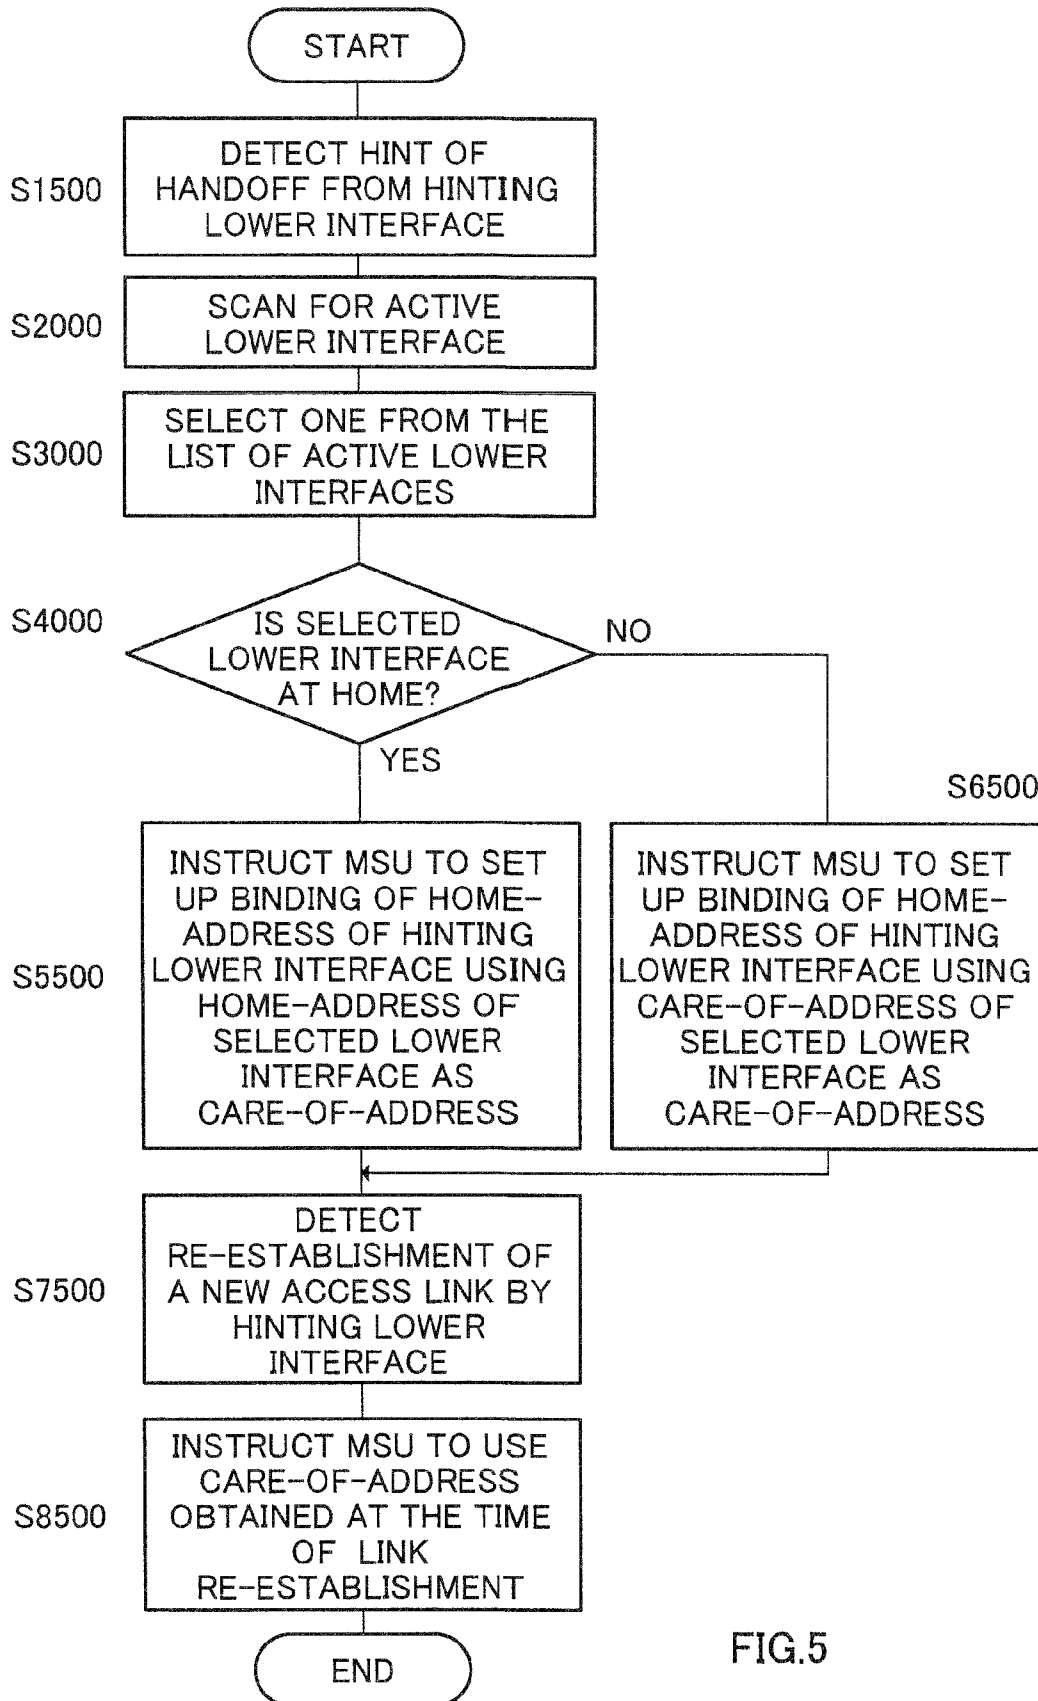 START
S1500
DETECT HINT OF
HANDOFF FROM HINTING
LOWER INTERFACE
S2000
SCAN FOR ACTIVE
LOWER INTERFACE
S3000
SELECT ONE FROM THE
LIST OF ACTIVE LOWER
INTERFACES
S4000
IS SELECTED
LOWER INTERFACE
AT HOME?
NO
YES
S5500
INSTRUCT MSU TO SET
UP BINDING OF HOME-
ADDRESS OF HINTING
LOWER INTERFACE USING
HOME-ADDRESS OF
SELECTED LOWER
INTERFACE AS
CARE-OF-ADDRESS
S6500
INSTRUCT MSU TO SET
UP BINDING OF HOME-
ADDRESS OF HINTING
LOWER INTERFACE USING
CARE-OF-ADDRESS OF
SELECTED LOWER
INTERFACE AS
CARE-OF-ADDRESS
S7500
DETECT
RE-ESTABLISHMENT OF
A NEW ACCESS LINK BY
HINTING LOWER
INTERFACE
S8500
INSTRUCT MSU TO USE
CARE-OF-ADDRESS
OBTAINED AT THE TIME
OF LINK
RE-ESTABLISHMENT
END
FIG.5